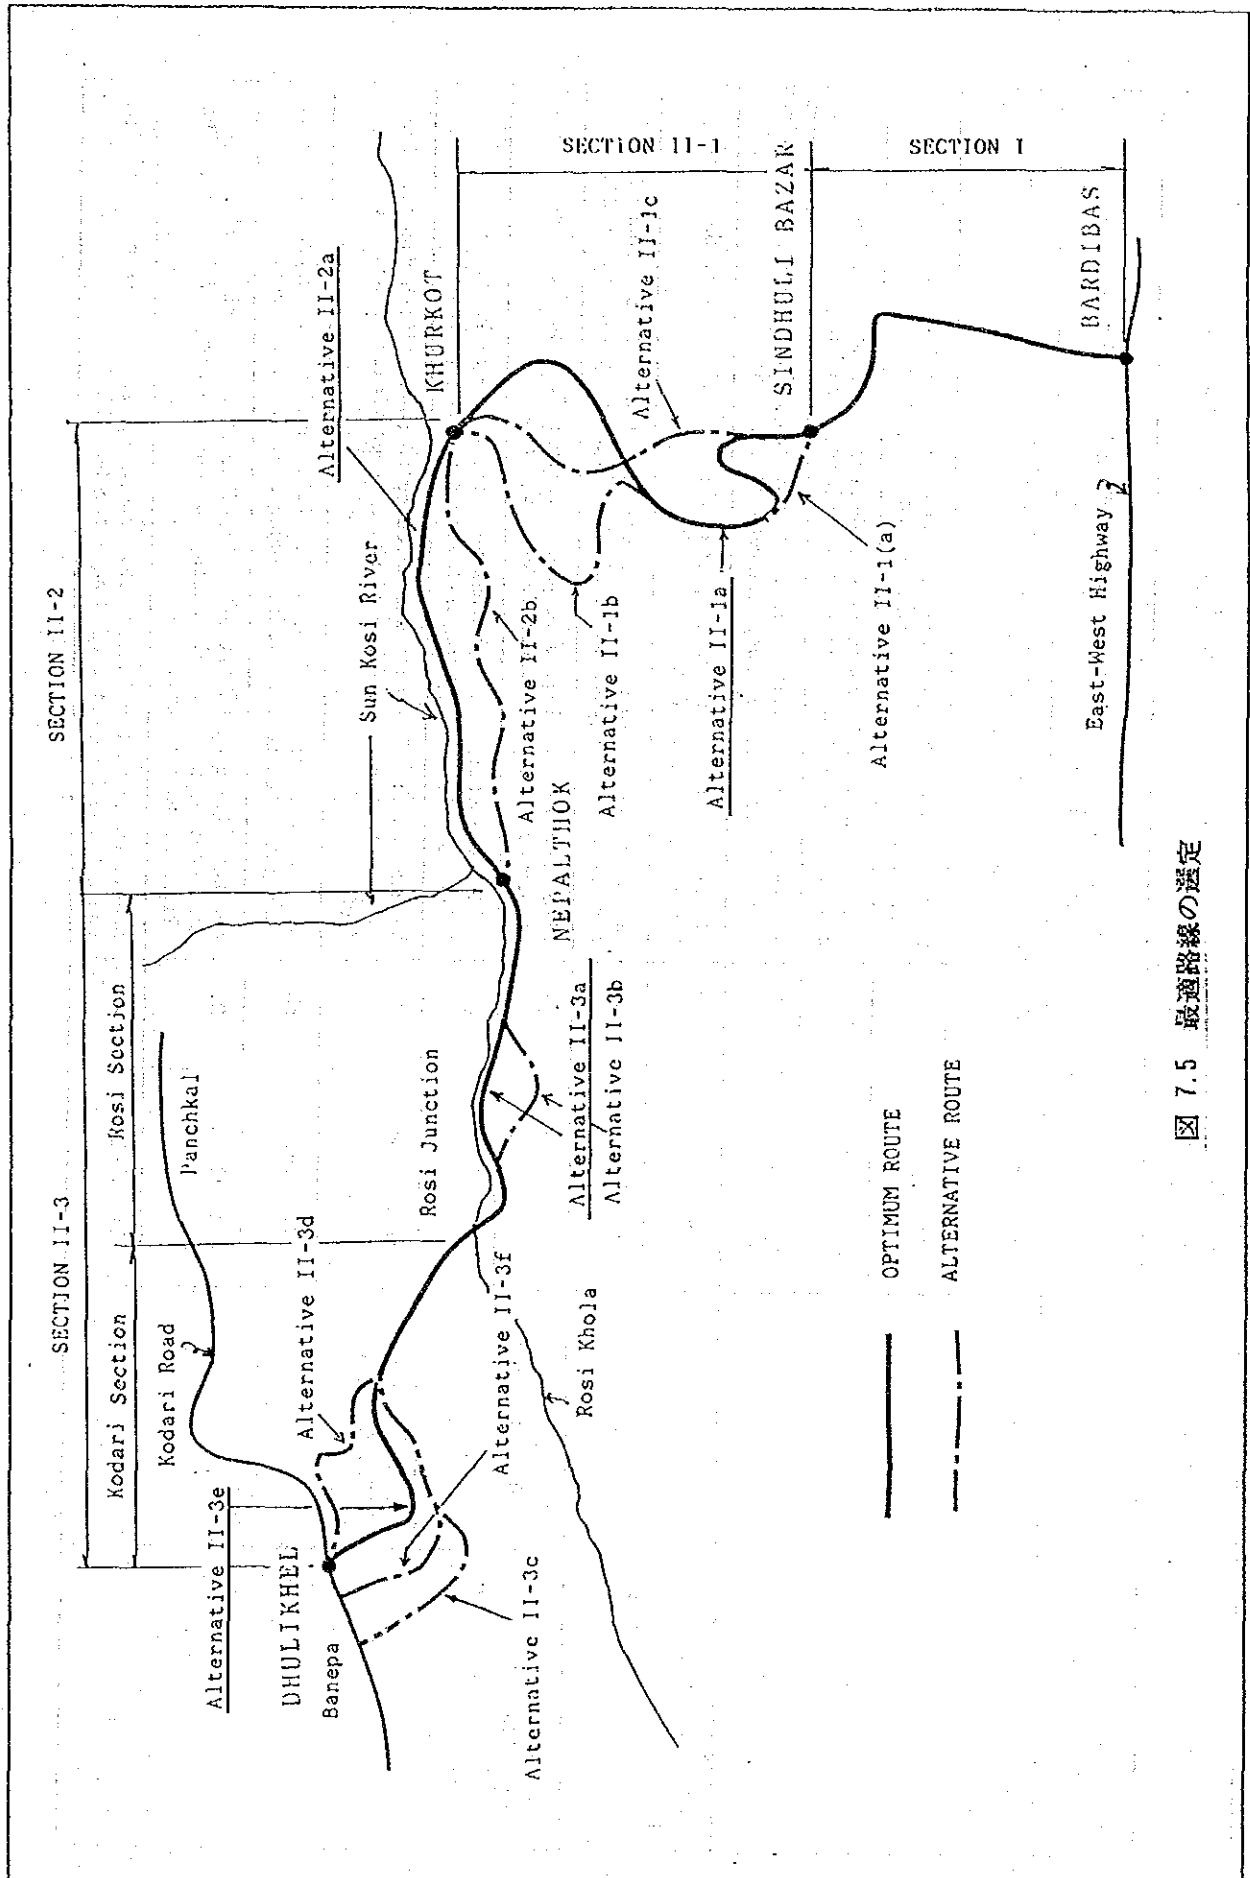 SECTION II-3
SECTION II-2
Kodari Section
Rosi Section
Kodari Road
Panchkal
Alternative II-3e
DHULIKHEL
Banepa
Alternative II-3d
Rosi Junction
Sun Kosi River
Alternative II-2a
KHURKOT
SECTION II-1
SECTION I
Alternative II-3f
Alternative II-3c
Rosi Khola
Alternative II-3a
Alternative II-3b
NEPALTHOK
Alternative II-2b
Alternative II-1b
Alternative II-1c
Alternative II-1a
SINDHULI BAZAR
Alternative II-1(a)
BARDIBAS
East-West Highway
OPTIMUM ROUTE
ALTERNATIVE ROUTE
図 7.5 最適路線の選定